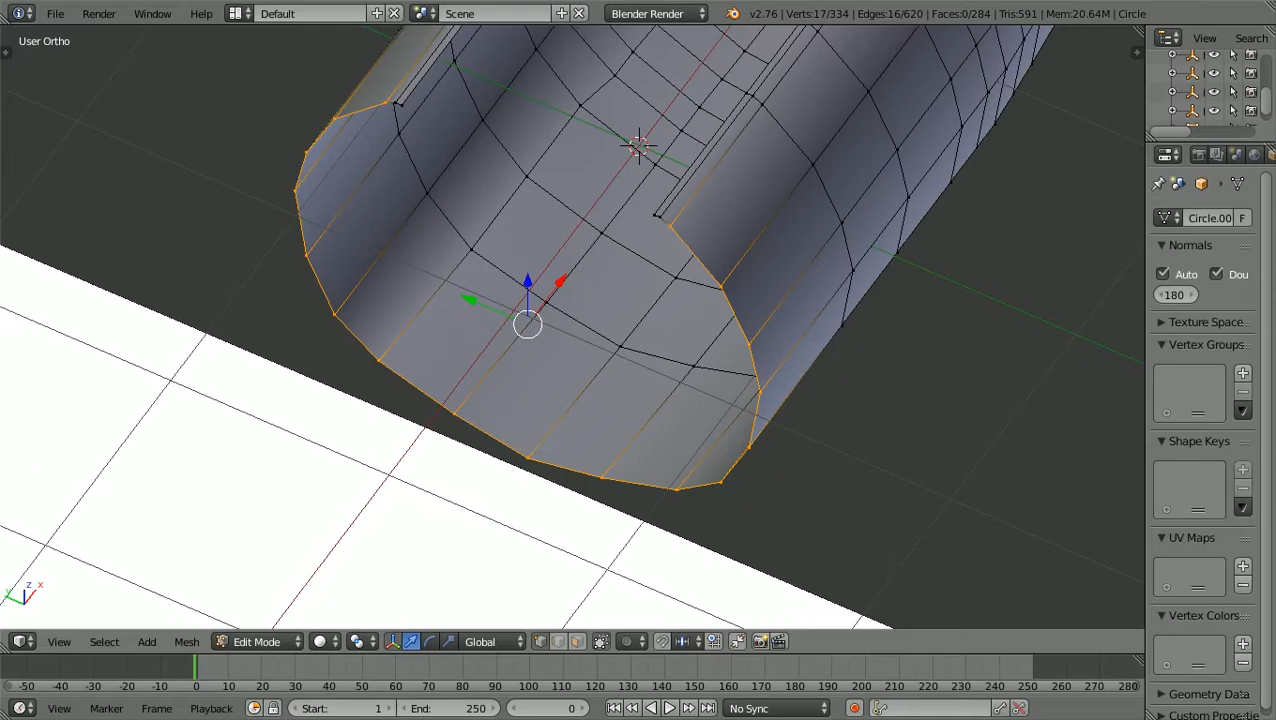 File Render Window Help Default Scene Blender Render v2.76 | Verts:17/334 | Edges:16/620 | Faces:0/284 | Tris:591 | Mem:20.64M | Circle
User Ortho
View Search
Circle.00 F
Normals
Auto Dou
180
Texture Space
Vertex Groups
Shape Keys
UV Maps
Vertex Colors
Geometry Data
Custom Properties
z x
y
View Select Add Mesh Edit Mode Global
-50 -40 -30 -20 -10 0 10 20 30 40 50 60 70 80 90 100 110 120 130 140 150 160 170 180 190 200 210 220 230 240 250 260 270 280
View Marker Frame Playback Start: 1 End: 250 0 No Sync